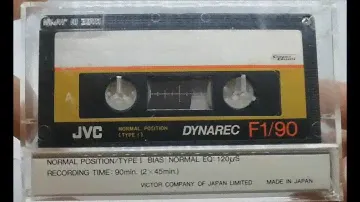 A
JVC NORMAL POSITION (TYPE I) DYNAREC F1/90
NORMAL POSITION/TYPE I BIAS: NORMAL EQ: 120μS
RECORDING TIME: 90min. (2×45min.)
VICTOR COMPANY OF JAPAN LIMITED MADE IN JAPAN